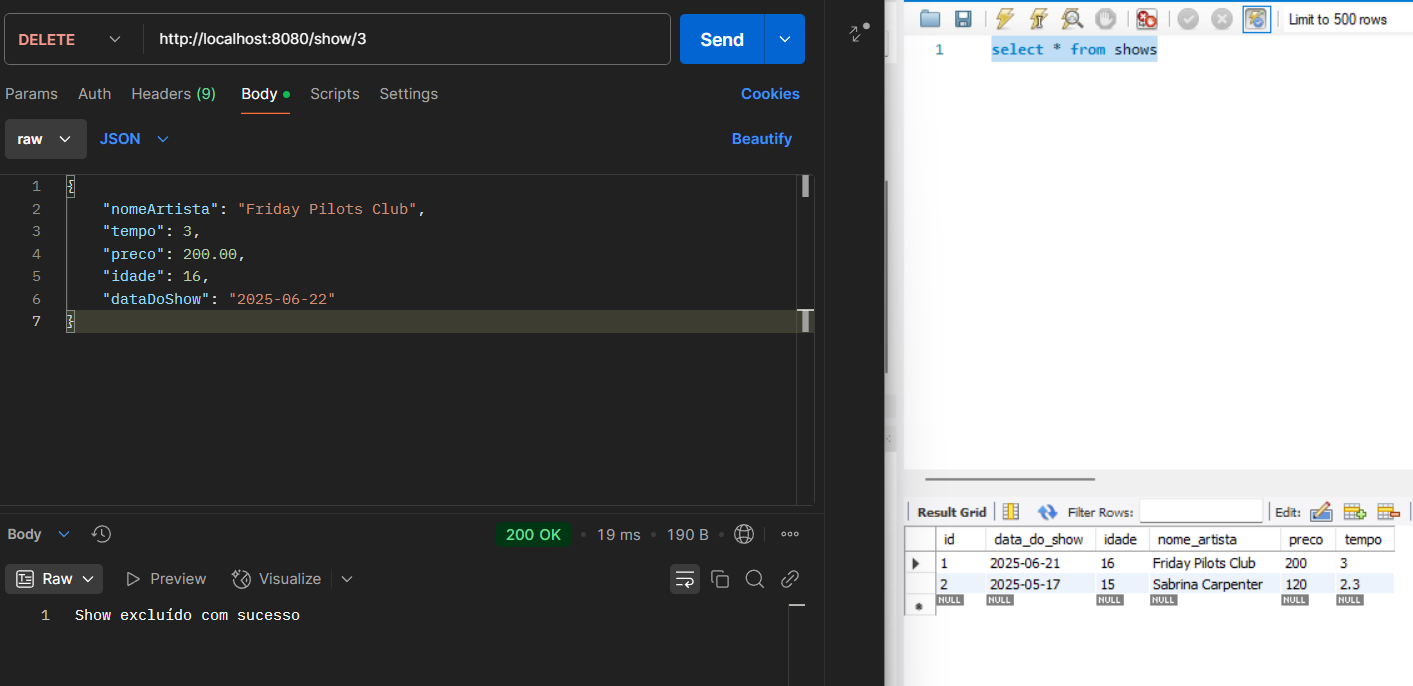 DELETE http://localhost:8080/show/3 Send
Params Auth Headers (9) Body Scripts Settings Cookies
raw JSON Beautify
1 {
2 "nomeArtista": "Friday Pilots Club",
3 "tempo": 3,
4 "preco": 200.00,
5 "idade": 16,
6 "dataDoShow": "2025-06-22"
7 }
Body 200 OK 19 ms 190 B
Raw Preview Visualize
1 Show excluído com sucesso
Limit to 500 rows
1 select * from shows
Result Grid Filter Rows: Edit:
id data_do_show idade nome_artista preco tempo
1 2025-06-21 16 Friday Pilots Club 200 3
2 2025-05-17 15 Sabrina Carpenter 120 2.3
NULL NULL NULL NULL NULL NULL